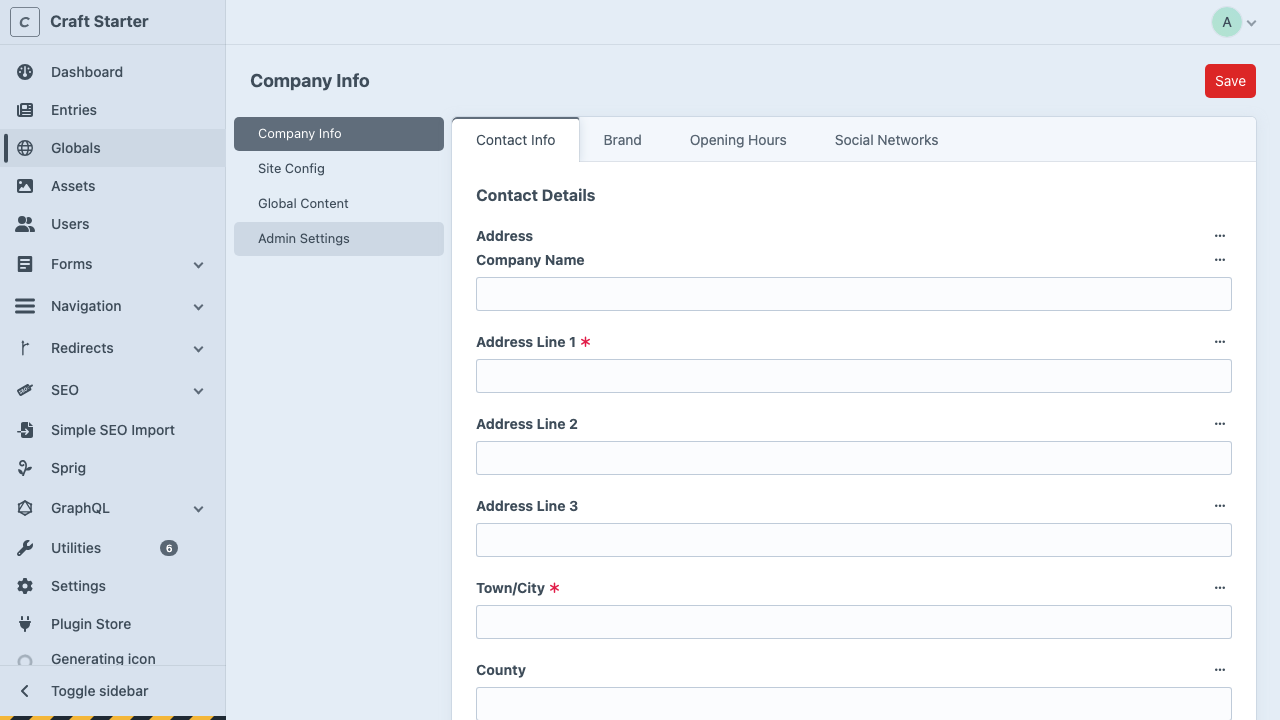 C Craft Starter
A
Dashboard
Entries
Globals
Assets
Users
Forms
Navigation
Redirects
SEO
Simple SEO Import
Sprig
GraphQL
Utilities 6
Settings
Plugin Store
Generating icon
Toggle sidebar
Company Info
Save
Company Info
Site Config
Global Content
Admin Settings
Contact Info Brand Opening Hours Social Networks
Contact Details
Address
Company Name
Address Line 1 *
Address Line 2
Address Line 3
Town/City *
County